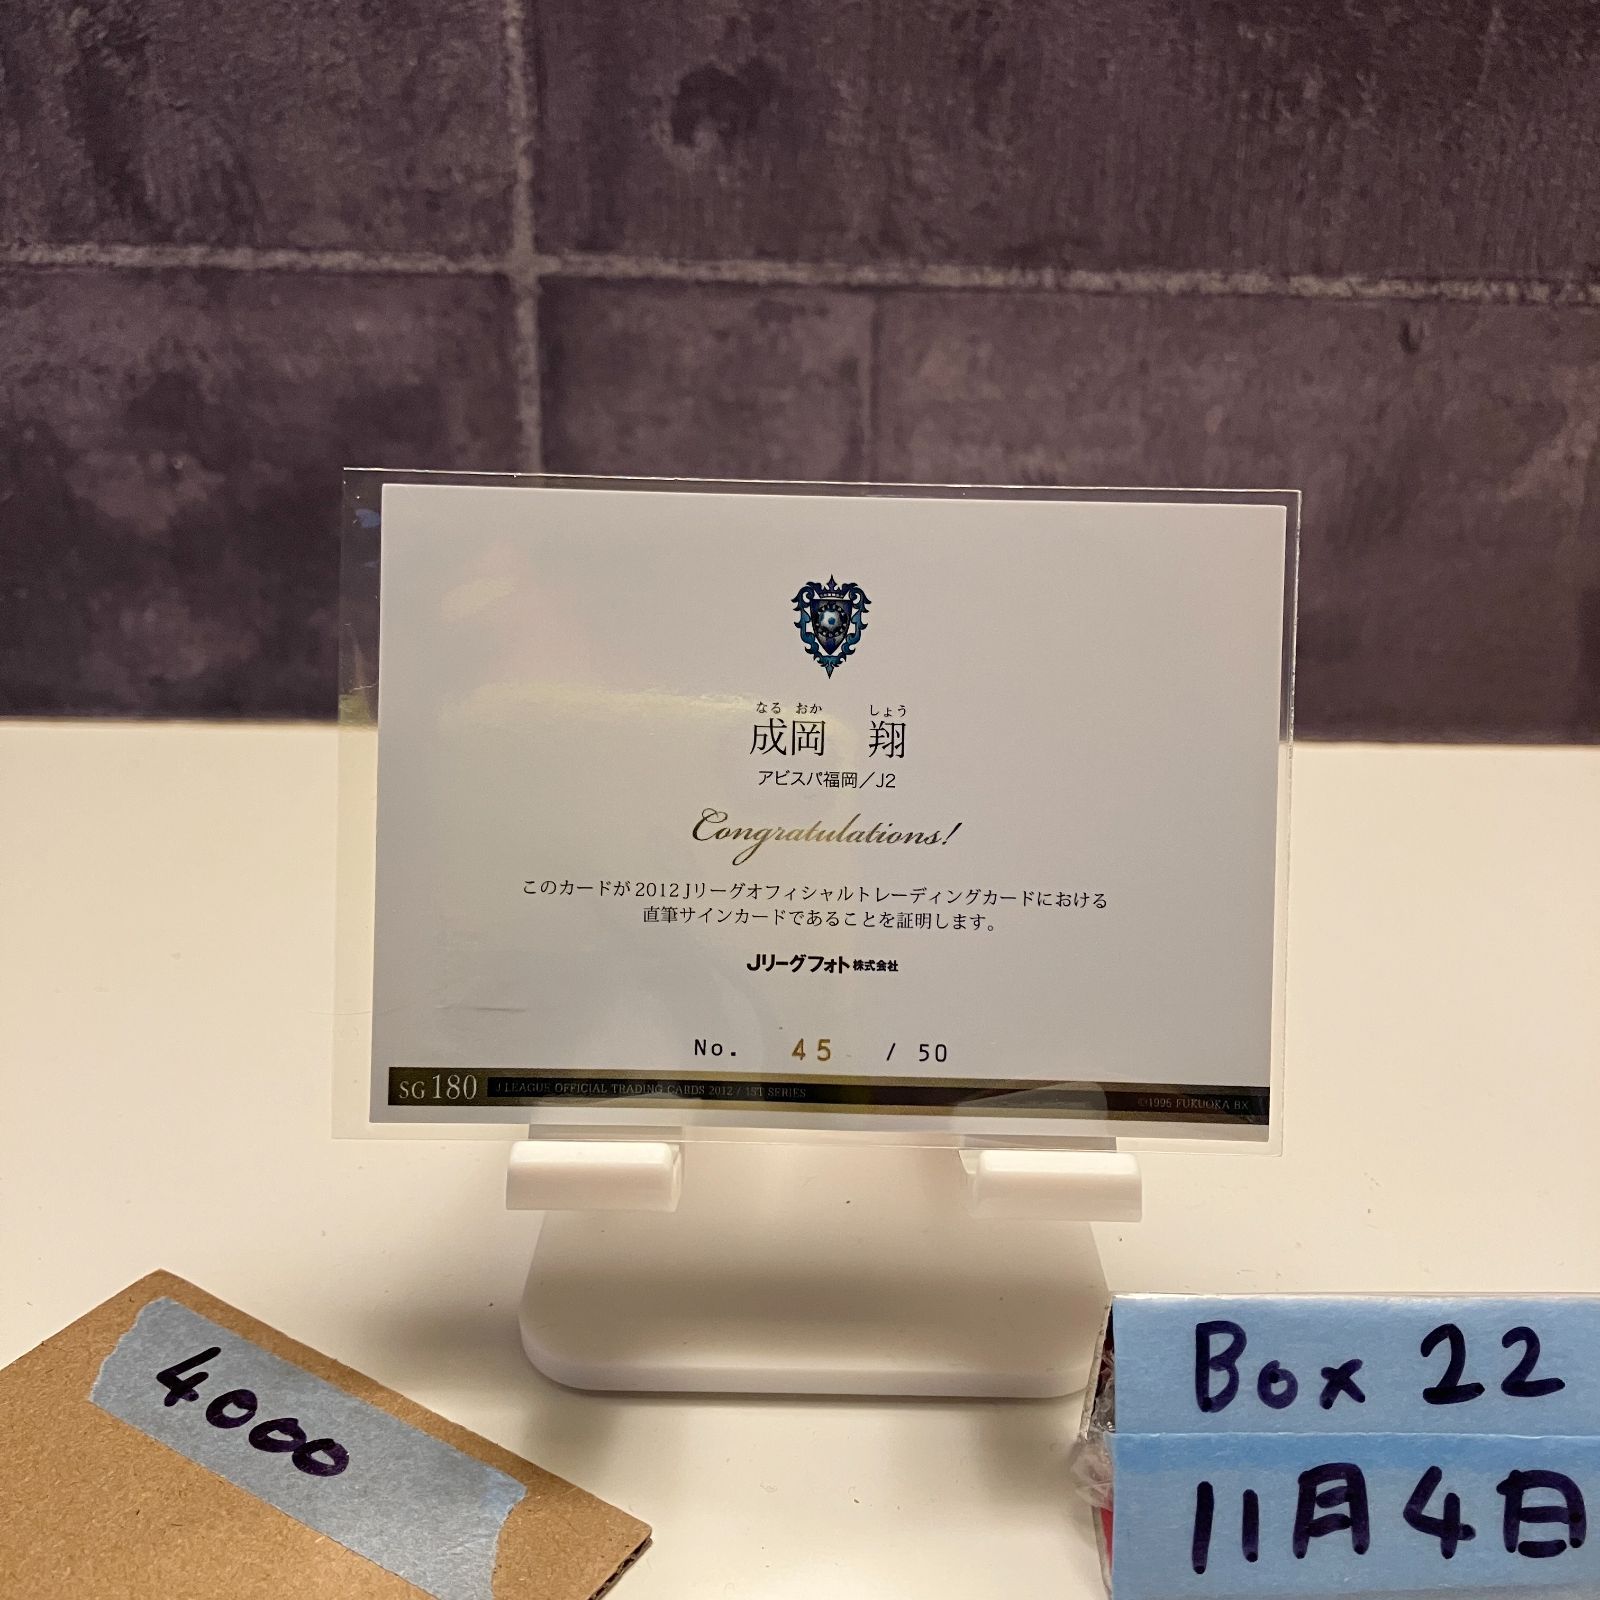 なる おか しょう
成岡 翔
アビスパ福岡／J2
Congratulations!
このカードが2012Jリーグオフィシャルトレーディングカードにおける
直筆サインカードであることを証明します。
Jリーグフォト株式会社
No. 45 / 50
SG 180 J LEAGUE OFFICIAL TRADING CARDS 2012 / 1ST SERIES ©1996 FUKUOKA BX
4000
Box 22
11月4日